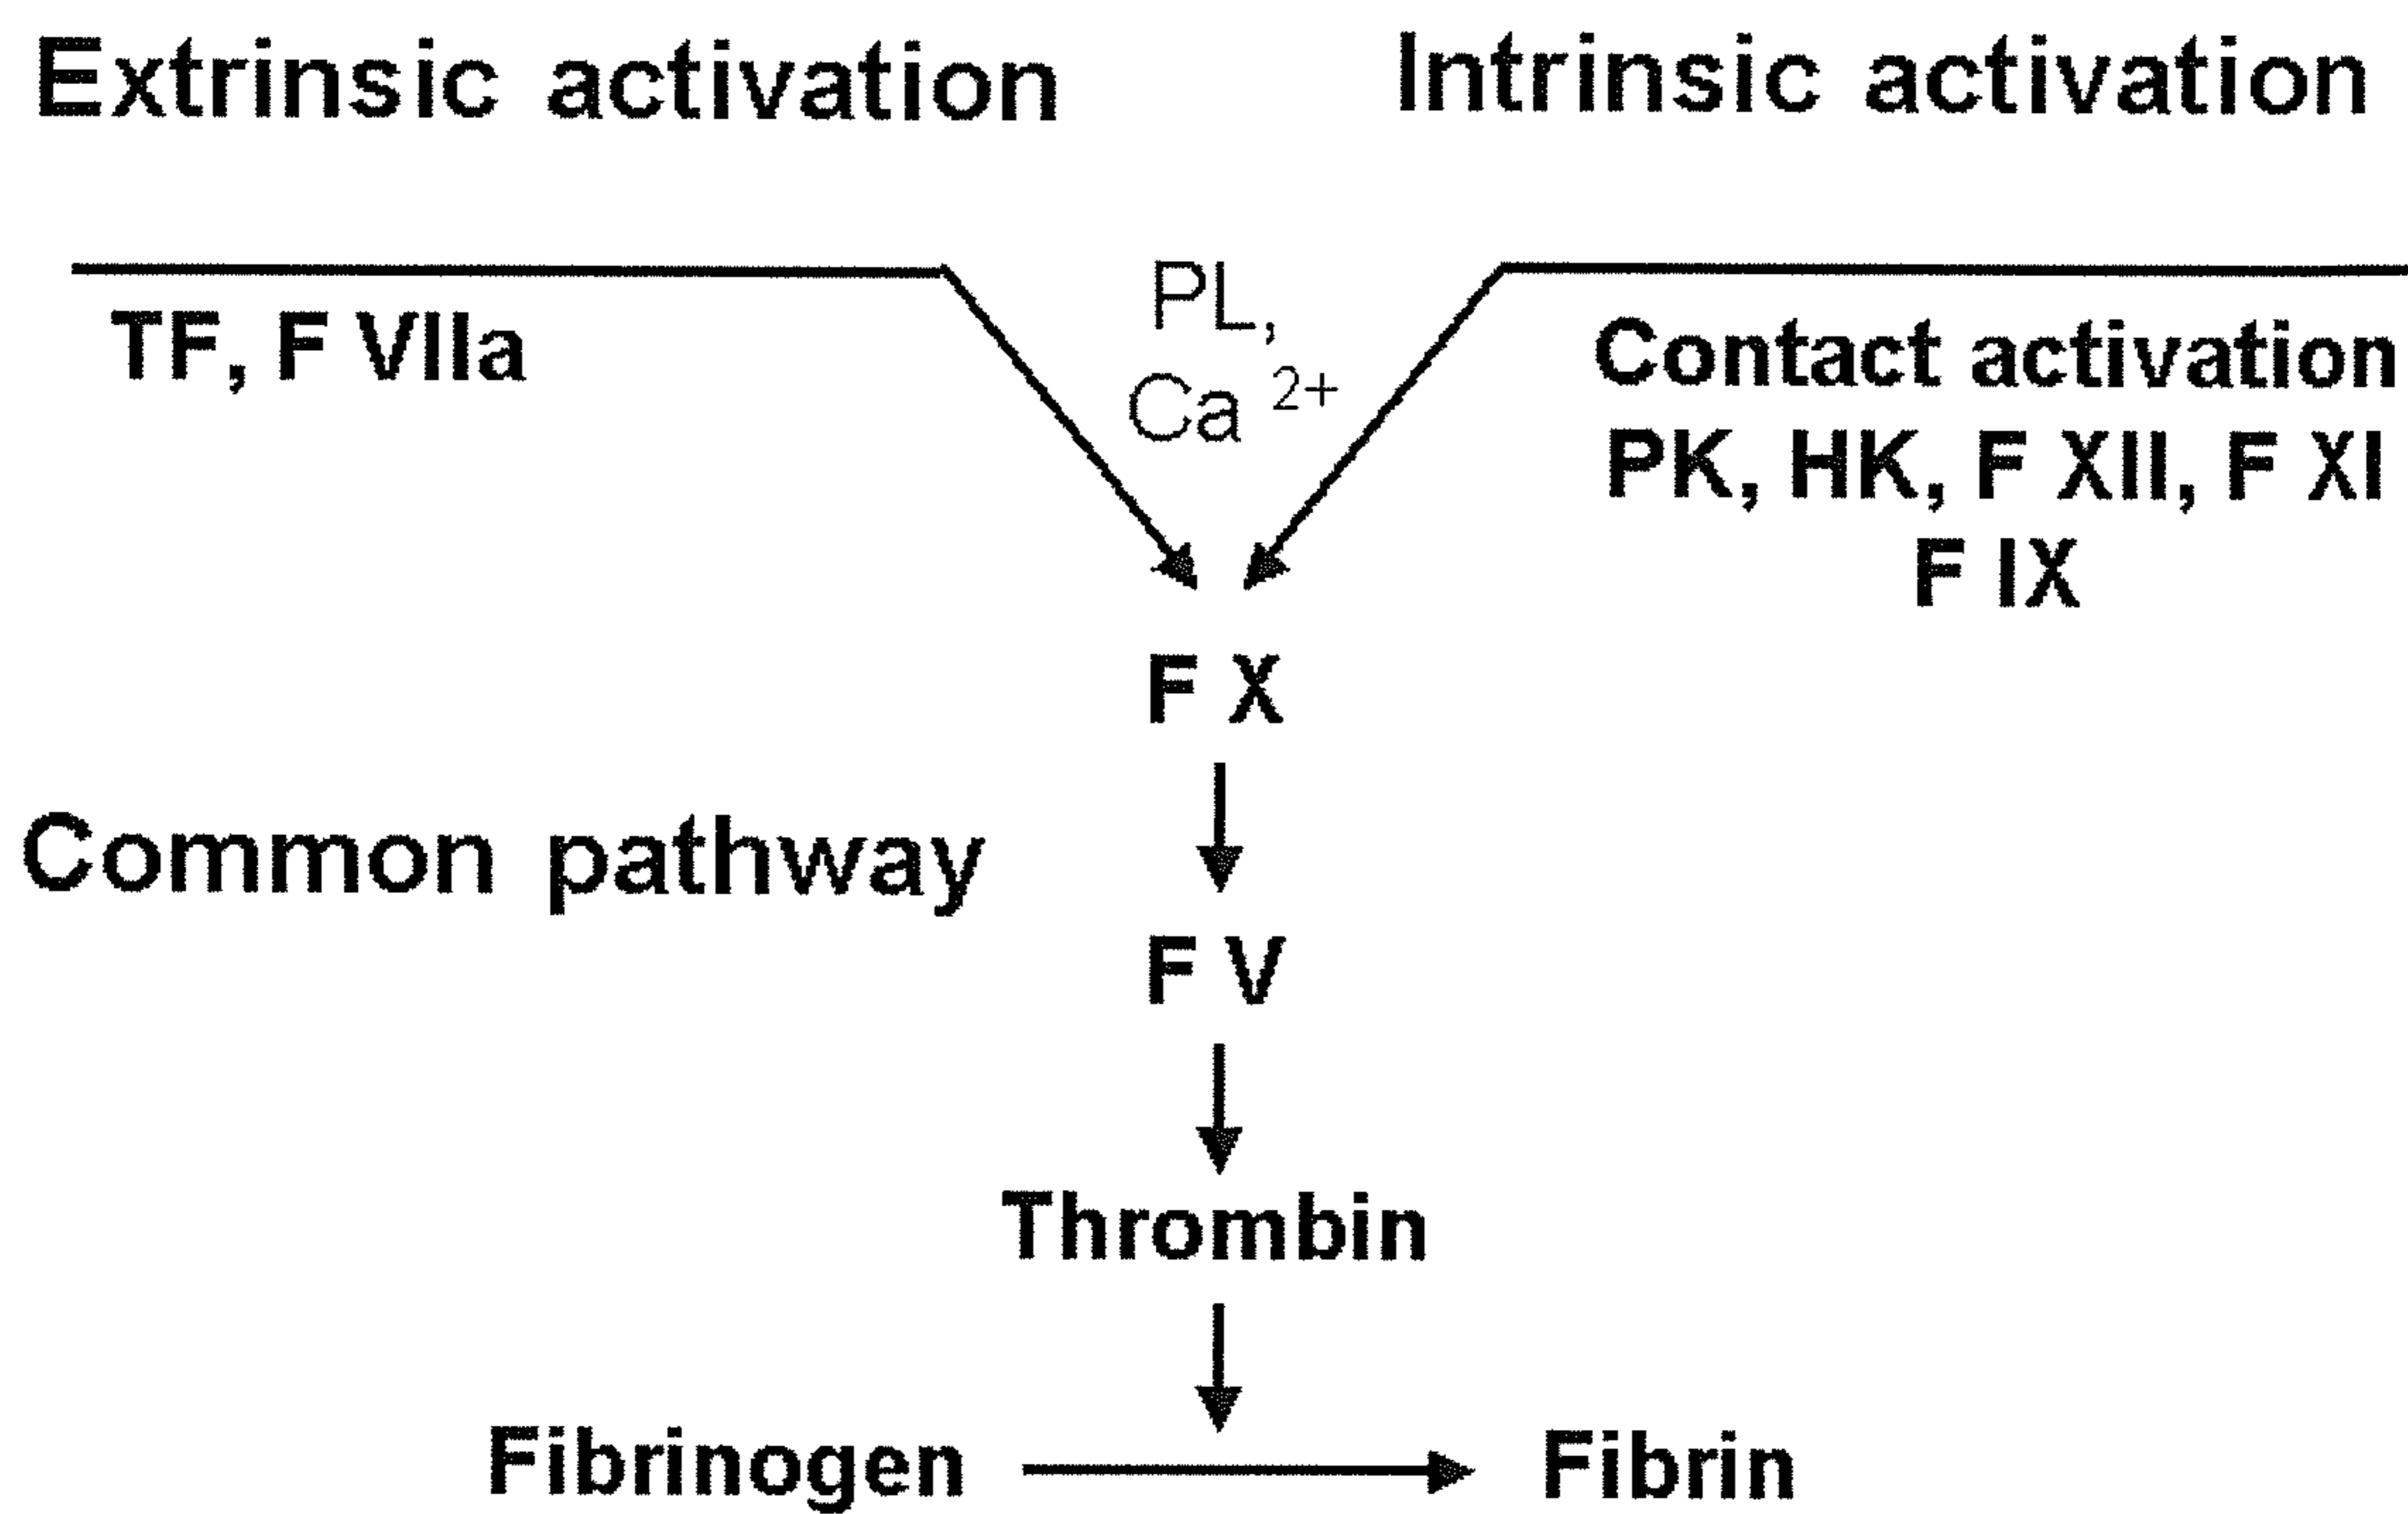 Extrinsic activation
Intrinsic activation
TF, F VIIa
PL,
Ca 2+
Contact activation
PK, HK, F XII, F XI
F IX
F X
Common pathway
F V
Thrombin
Fibrinogen
Fibrin